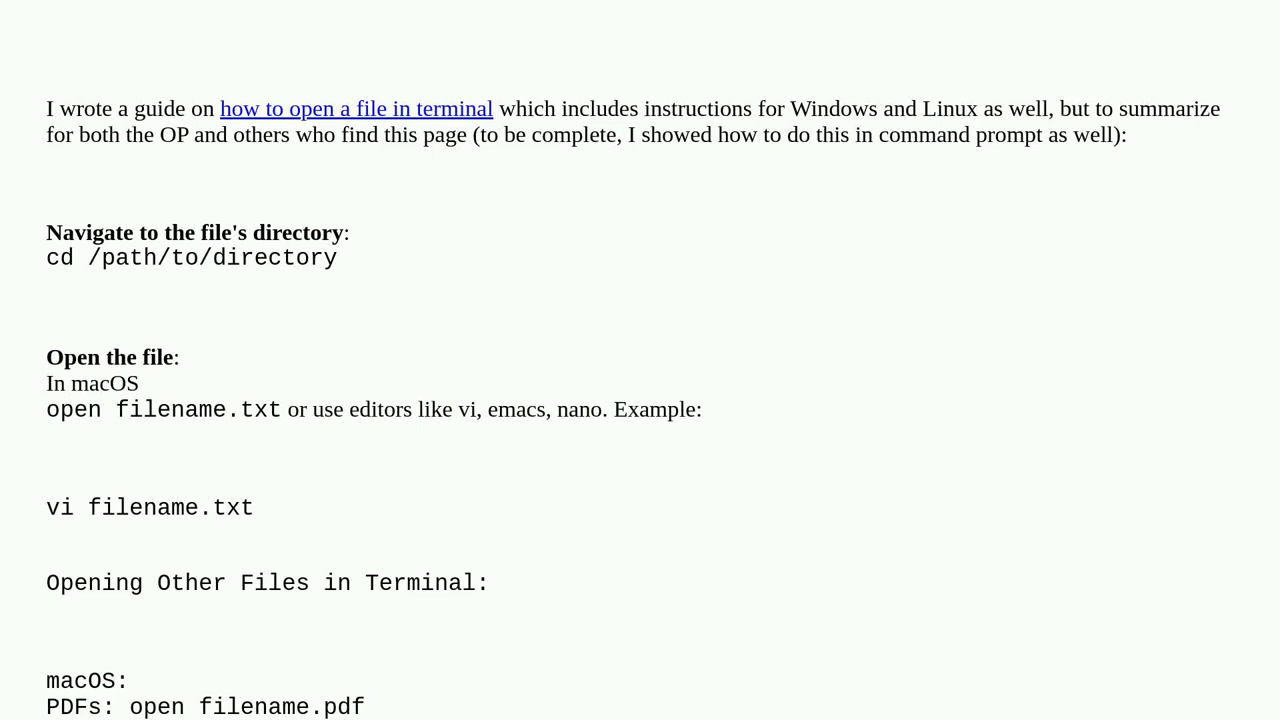 I wrote a guide on how to open a file in terminal which includes instructions for Windows and Linux as well, but to summarize
for both the OP and others who find this page (to be complete, I showed how to do this in command prompt as well):
Navigate to the file's directory:
cd /path/to/directory
Open the file:
In macOS
open filename.txt or use editors like vi, emacs, nano. Example:
vi filename.txt
Opening Other Files in Terminal:
macOS:
PDFs: open filename.pdf